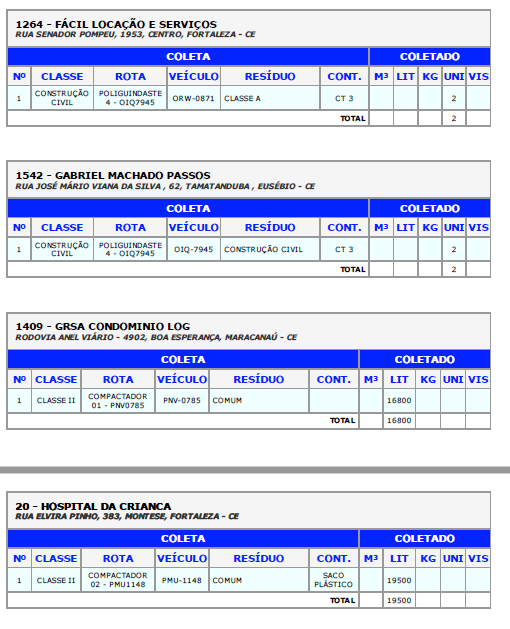 1264 - FÁCIL LOCAÇÃO E SERVIÇOS
RUA SENADOR POMPEU, 1953, CENTRO, FORTALEZA - CE
COLETA COLETADO
Nº CLASSE ROTA VEÍCULO RESÍDUO CONT. M³ LIT KG UNI VIS
1 CONSTRUÇÃO CIVIL POLIGUINDASTE 4 - OIQ7945 ORW-0871 CLASSE A CT 3 2
TOTAL 2
1542 - GABRIEL MACHADO PASSOS
RUA JOSÉ MÁRIO VIANA DA SILVA , 62, TAMATANDUBA , EUSÉBIO - CE
COLETA COLETADO
Nº CLASSE ROTA VEÍCULO RESÍDUO CONT. M³ LIT KG UNI VIS
1 CONSTRUÇÃO CIVIL POLIGUINDASTE 4 - OIQ7945 OIQ-7945 CONSTRUÇÃO CIVIL CT 3 2
TOTAL 2
1409 - GRSA CONDOMINIO LOG
RODOVIA ANEL VIÁRIO - 4902, BOA ESPERANÇA, MARACANAÚ - CE
COLETA COLETADO
Nº CLASSE ROTA VEÍCULO RESÍDUO CONT. M³ LIT KG UNI VIS
1 CLASSE II COMPACTADOR 01 - PNV0785 PNV-0785 COMUM 16800
TOTAL 16800
20 - HOSPITAL DA CRIANCA
RUA ELVIRA PINHO, 383, MONTESE, FORTALEZA - CE
COLETA COLETADO
Nº CLASSE ROTA VEÍCULO RESÍDUO CONT. M³ LIT KG UNI VIS
1 CLASSE II COMPACTADOR 02 - PMU1148 PMU-1148 COMUM SACO PLÁSTICO 19500
TOTAL 19500